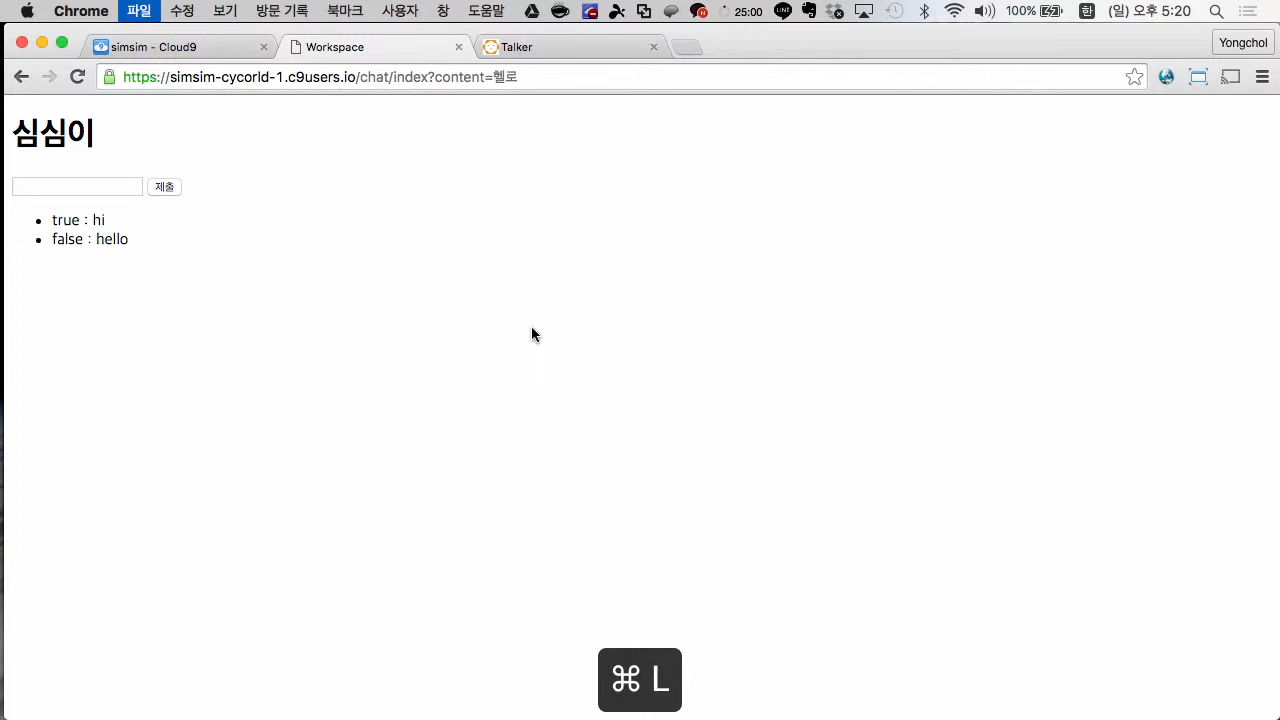 Chrome 파일 수정 보기 방문 기록 북마크 사용자 창 도움말 25:00 LINE 100% 한 (일) 오후 5:20
simsim - Cloud9 Workspace Talker Yongchol
https://simsim-cycorld-1.c9users.io/chat/index?content=헬로
심심이
제출
true : hi
false : hello
⌘ L